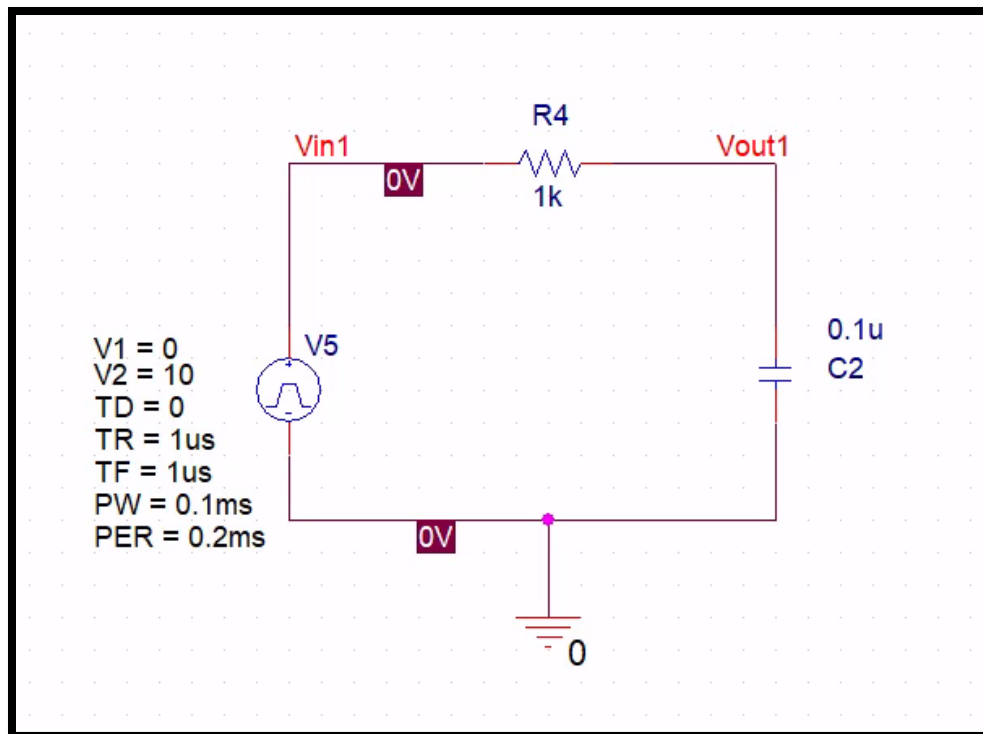 R4
Vin1
Vout1
0V
1k
V5
0.1u
C2
V1 = 0
V2 = 10
TD = 0
TR = 1us
TF = 1us
PW = 0.1ms
PER = 0.2ms
0V
0